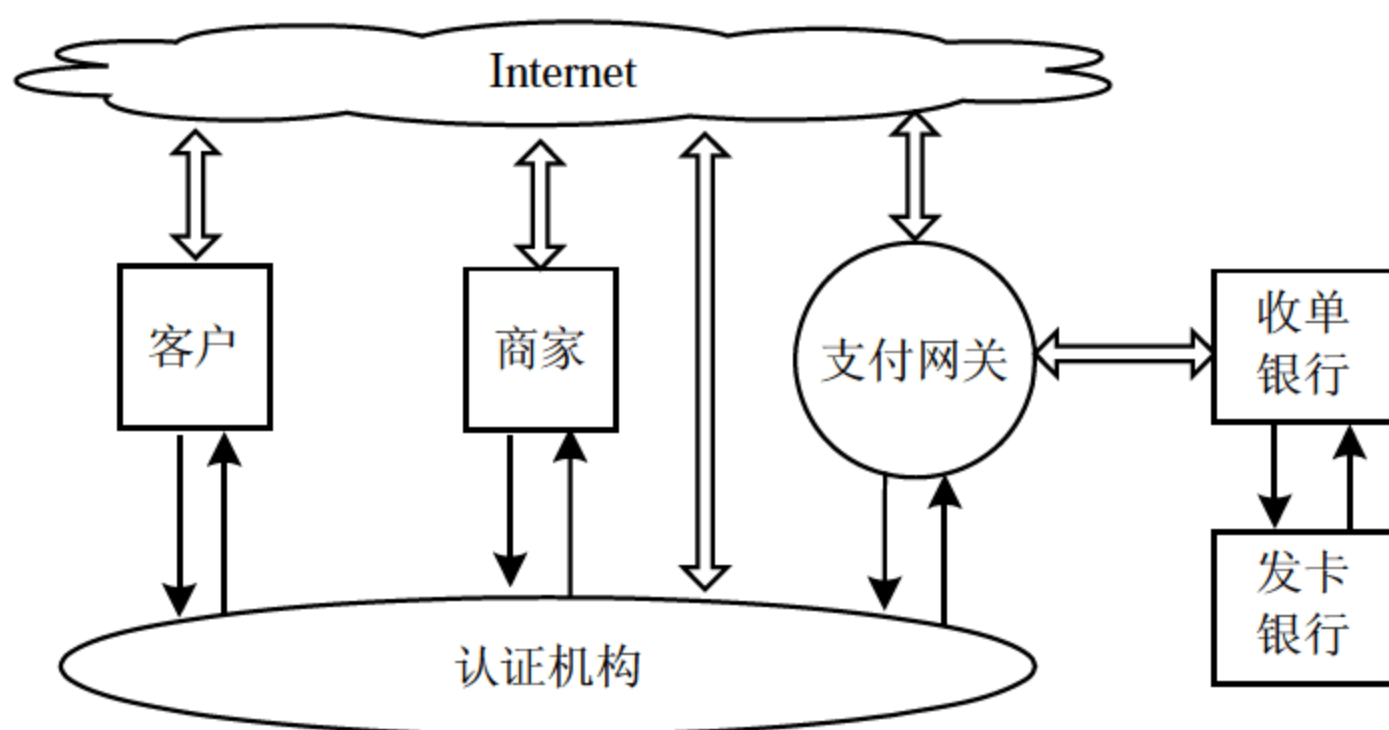 Internet
客户
商家
支付网关
收单
银行
发卡
银行
认证机构